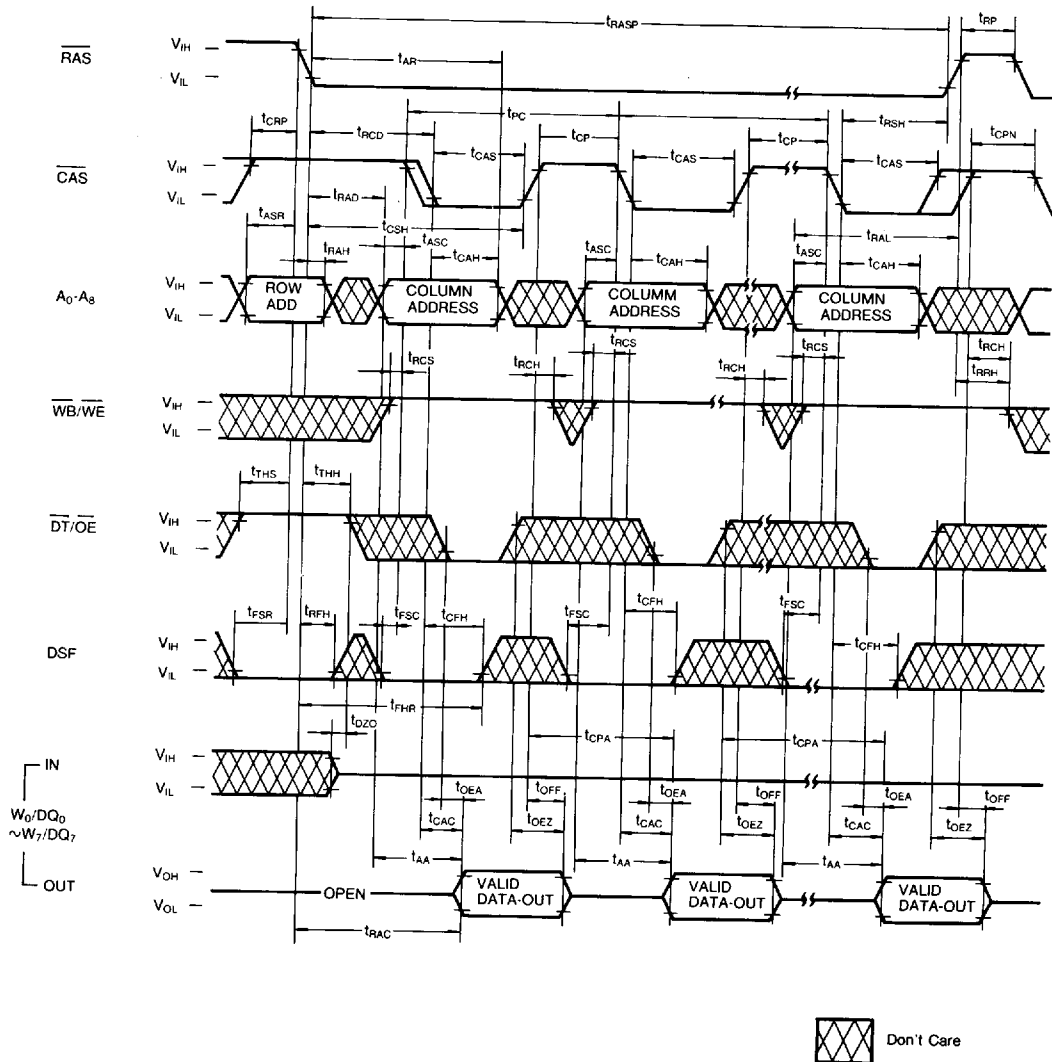 tRASP tRP
RAS VIH VIL
tAR
tPC
tCRP tRCD tCP tCP tRSH tCPN
CAS VIH VIL
tCAS tCAS tCAS
tASR tRAD tCSH tRAL
tRAH tASC tCAH tASC tCAH tASC tCAH
A0-A8 VIH VIL
ROW ADD
COLUMN ADDRESS
COLUMM ADDRESS
COLUMN ADDRESS
tRCS tRCH tRCS tRCH tRCS tRCH
tRRH
WB/WE VIH VIL
tTHS tTHH
DT/OE VIH VIL
tFSR tRFH tFSC tCFH tFSC tCFH tFSC tCFH
DSF VIH VIL
tFHR
tDZO tCPA tCPA
IN VIH VIL
W0/DQ0
~W7/DQ7
tOEA tOFF tOEA tOFF tOEA tOFF
tCAC tOEZ tCAC tOEZ tCAC tOEZ
tAA tAA tAA
OUT VOH VOL
OPEN
VALID DATA-OUT
VALID DATA-OUT
VALID DATA-OUT
tRAC
Don't Care